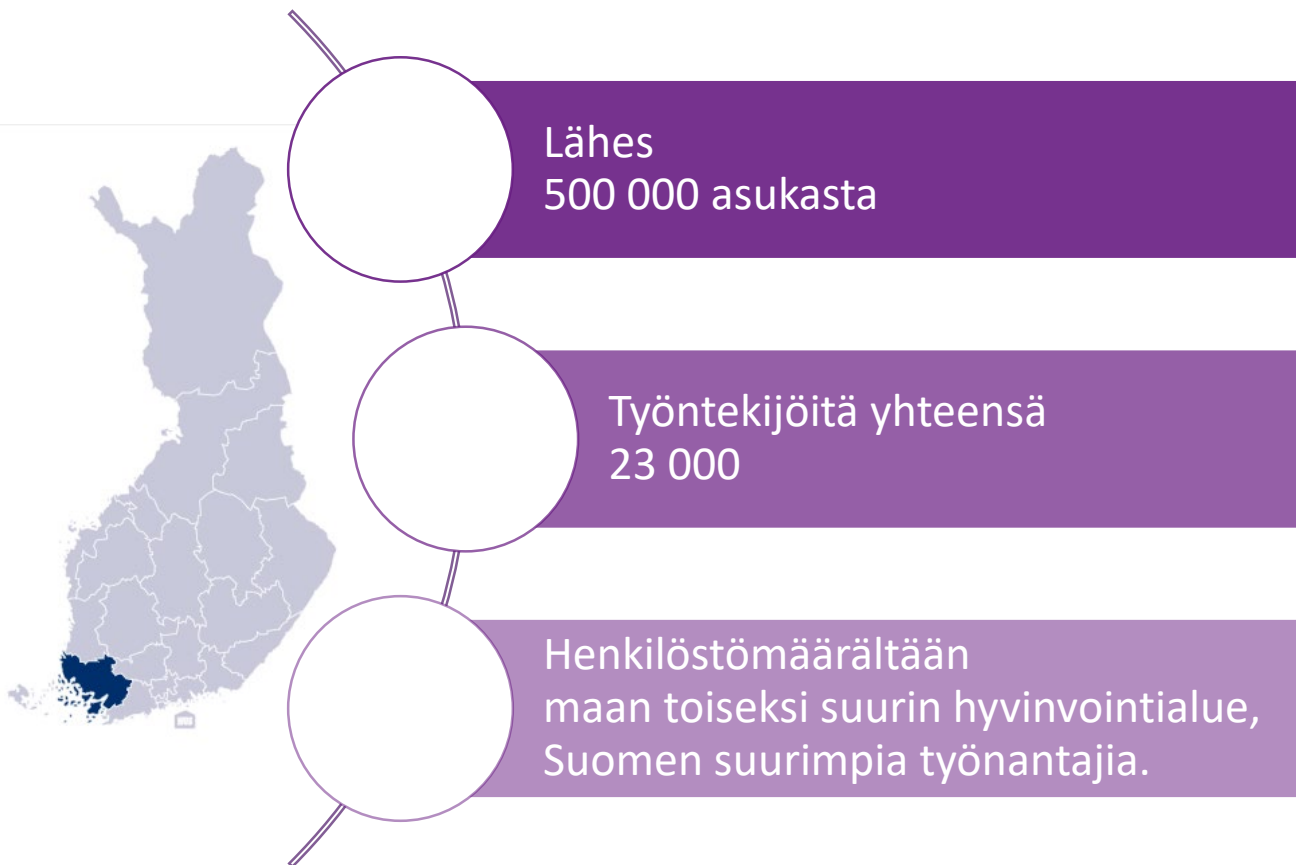 Lähes
500 000 asukasta
Työntekijöitä yhteensä
23 000
Henkilöstömäärältään
maan toiseksi suurin hyvinvointialue,
Suomen suurimpia työnantajia.